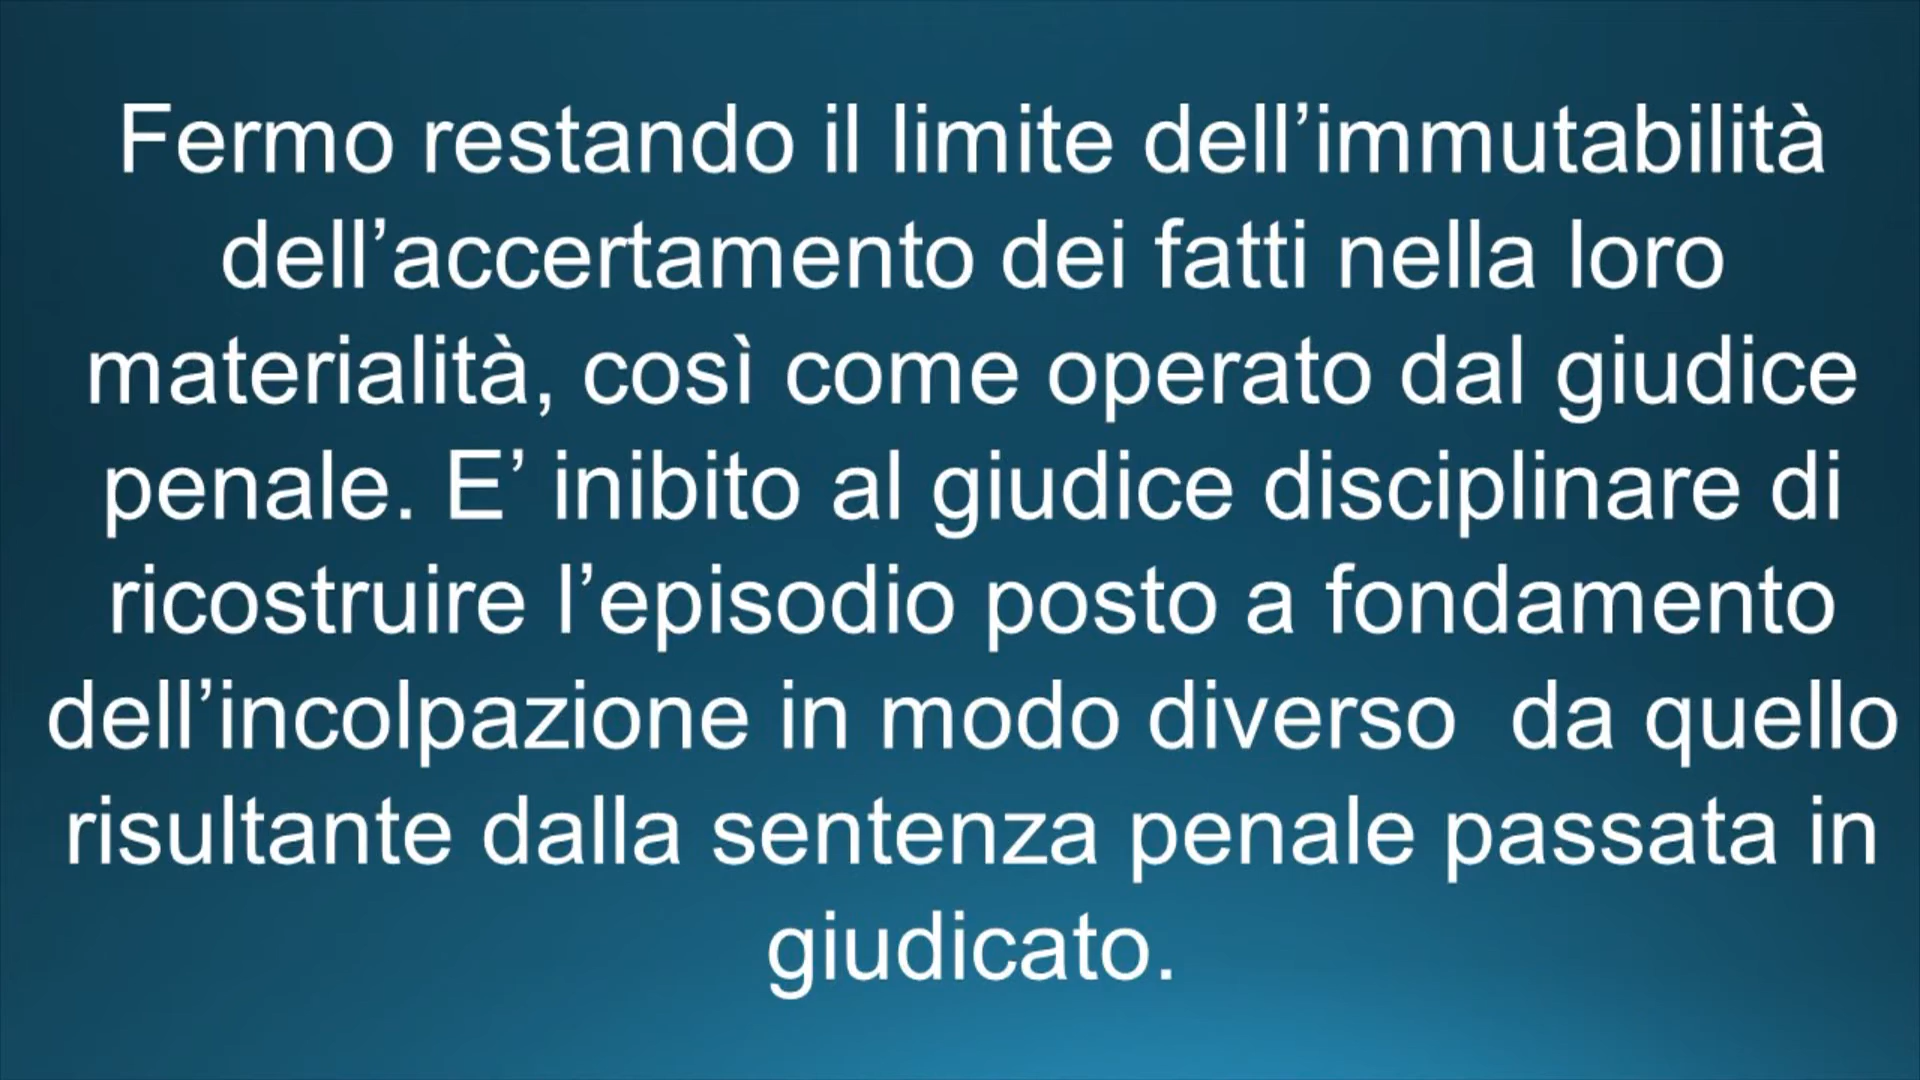 Fermo restando il limite dell’immutabilità
dell’accertamento dei fatti nella loro
materialità, così come operato dal giudice
penale. E’ inibito al giudice disciplinare di
ricostruire l’episodio posto a fondamento
dell’incolpazione in modo diverso  da quello
risultante dalla sentenza penale passata in
giudicato.